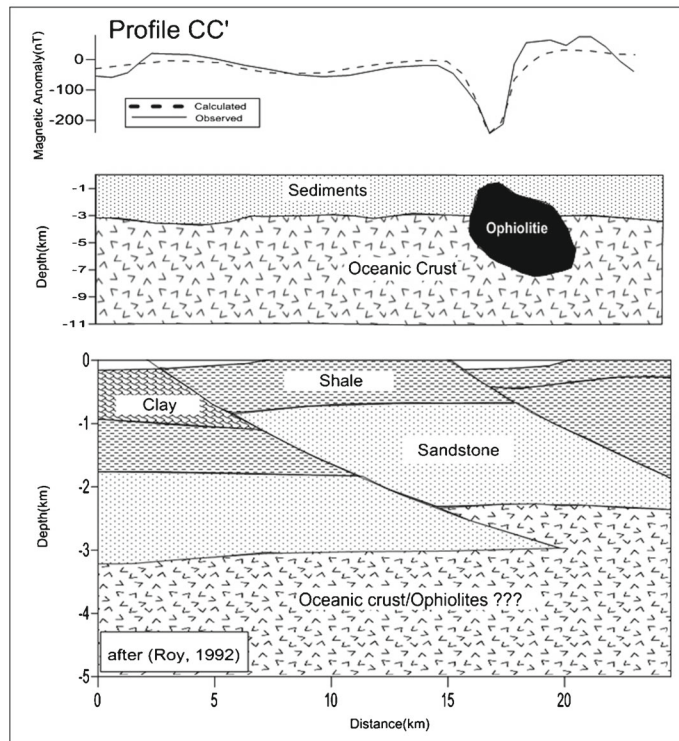 Profile CC'
Magnetic Anomaly(nT)
0
-100
-200
Calculated
Observed
Depth(km)
-1
-3
-5
-7
-9
-11
Sediments
Ophiolitie
Oceanic Crust
Depth(km)
0
-1
-2
-3
-4
-5
Shale
Clay
Sandstone
Oceanic crust/Ophiolites ???
after (Roy, 1992)
0 5 10 15 20
Distance(km)